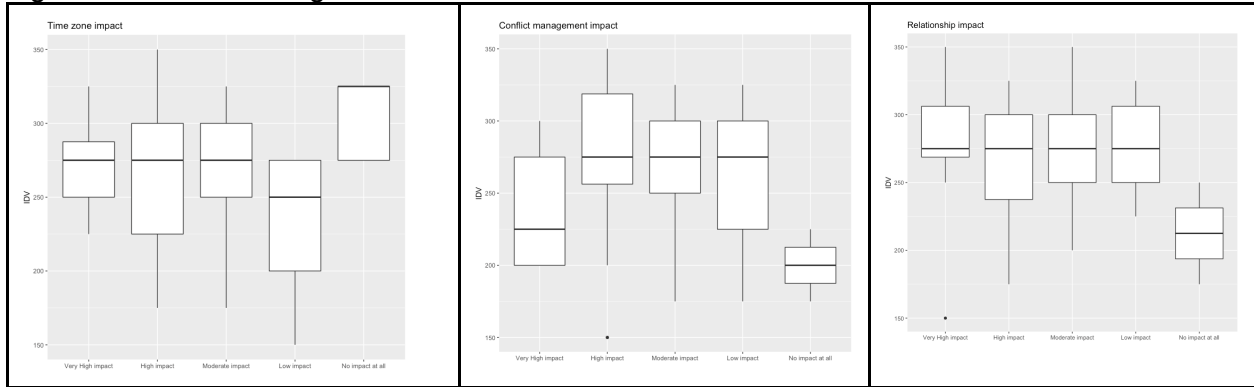 Time zone impact
350
300
250
200
150
IDV
Very High impact
High impact
Moderate impact
Low impact
No impact at all
Conflict management impact
350
300
250
200
150
IDV
Very High impact
High impact
Moderate impact
Low impact
No impact at all
Relationship impact
350
300
250
200
150
IDV
Very High impact
High impact
Moderate impact
Low impact
No impact at all